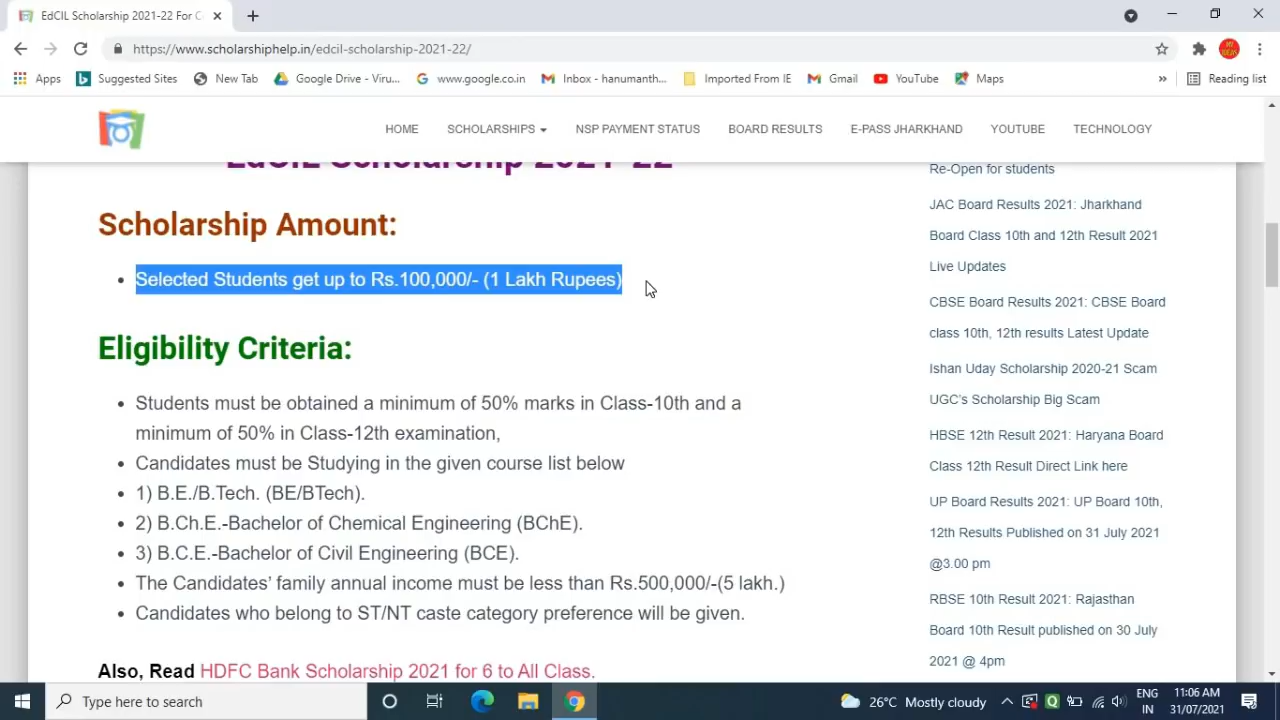 EdCIL Scholarship 2021-22 For C
https://www.scholarshiphelp.in/edcil-scholarship-2021-22/
Apps
Suggested Sites
New Tab
Google Drive - Viru...
www.google.co.in
Inbox - hanumanth...
Imported From IE
Gmail
YouTube
Maps
»
Reading list
HOME
SCHOLARSHIPS
NSP PAYMENT STATUS
BOARD RESULTS
E-PASS JHARKHAND
YOUTUBE
TECHNOLOGY
EdCIL Scholarship 2021-22
Scholarship Amount:
• Selected Students get up to Rs.100,000/- (1 Lakh Rupees)
Eligibility Criteria:
• Students must be obtained a minimum of 50% marks in Class-10th and a
minimum of 50% in Class-12th examination,
• Candidates must be Studying in the given course list below
• 1) B.E./B.Tech. (BE/BTech).
• 2) B.Ch.E.-Bachelor of Chemical Engineering (BChE).
• 3) B.C.E.-Bachelor of Civil Engineering (BCE).
• The Candidates’ family annual income must be less than Rs.500,000/-(5 lakh.)
• Candidates who belong to ST/NT caste category preference will be given.
Also, Read HDFC Bank Scholarship 2021 for 6 to All Class.
Re-Open for students
JAC Board Results 2021: Jharkhand
Board Class 10th and 12th Result 2021
Live Updates
CBSE Board Results 2021: CBSE Board
class 10th, 12th results Latest Update
Ishan Uday Scholarship 2020-21 Scam
UGC’s Scholarship Big Scam
HBSE 12th Result 2021: Haryana Board
Class 12th Result Direct Link here
UP Board Results 2021: UP Board 10th,
12th Results Published on 31 July 2021
@3.00 pm
RBSE 10th Result 2021: Rajasthan
Board 10th Result published on 30 July
2021 @ 4pm
Type here to search
26°C Mostly cloudy
ENG
IN
11:06 AM
31/07/2021